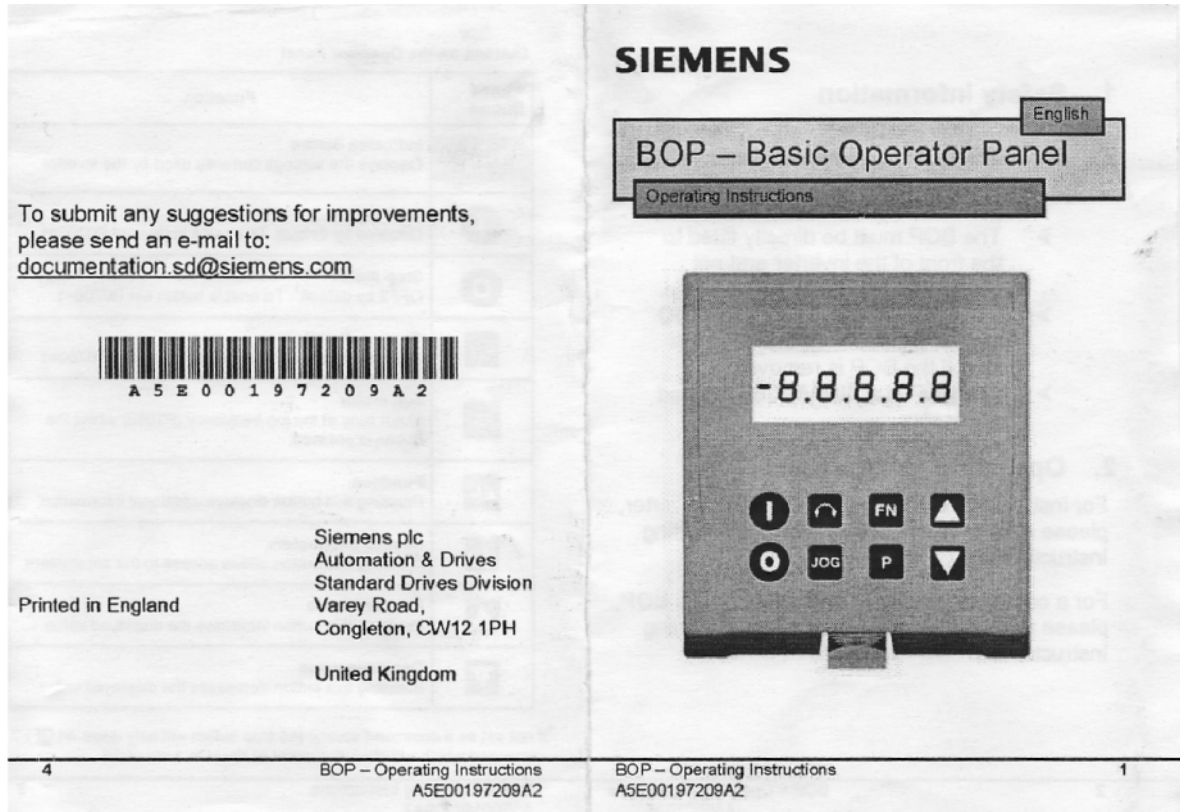 To submit any suggestions for improvements,
please send an e-mail to:
documentation.sd@siemens.com
A5E00197209A2
Printed in England
Siemens plc
Automation & Drives
Standard Drives Division
Varey Road,
Congleton, CW12 1PH
United Kingdom
4
BOP – Operating Instructions
A5E00197209A2
SIEMENS
English
BOP – Basic Operator Panel
Operating Instructions
-8.8.8.8.8
I
FN
O
JOG
P
BOP – Operating Instructions
1
A5E00197209A2